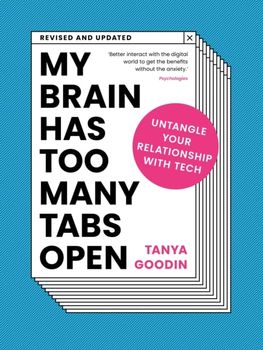 REVISED AND UPDATED
MY
BRAIN
HAS
TOO
MANY
TABS
OPEN
'Better interact with the digital
world to get the benefits
without the anxiety.'
Psychologies
UNTANGLE
YOUR
RELATIONSHIP
WITH TECH
TANYA
GOODIN